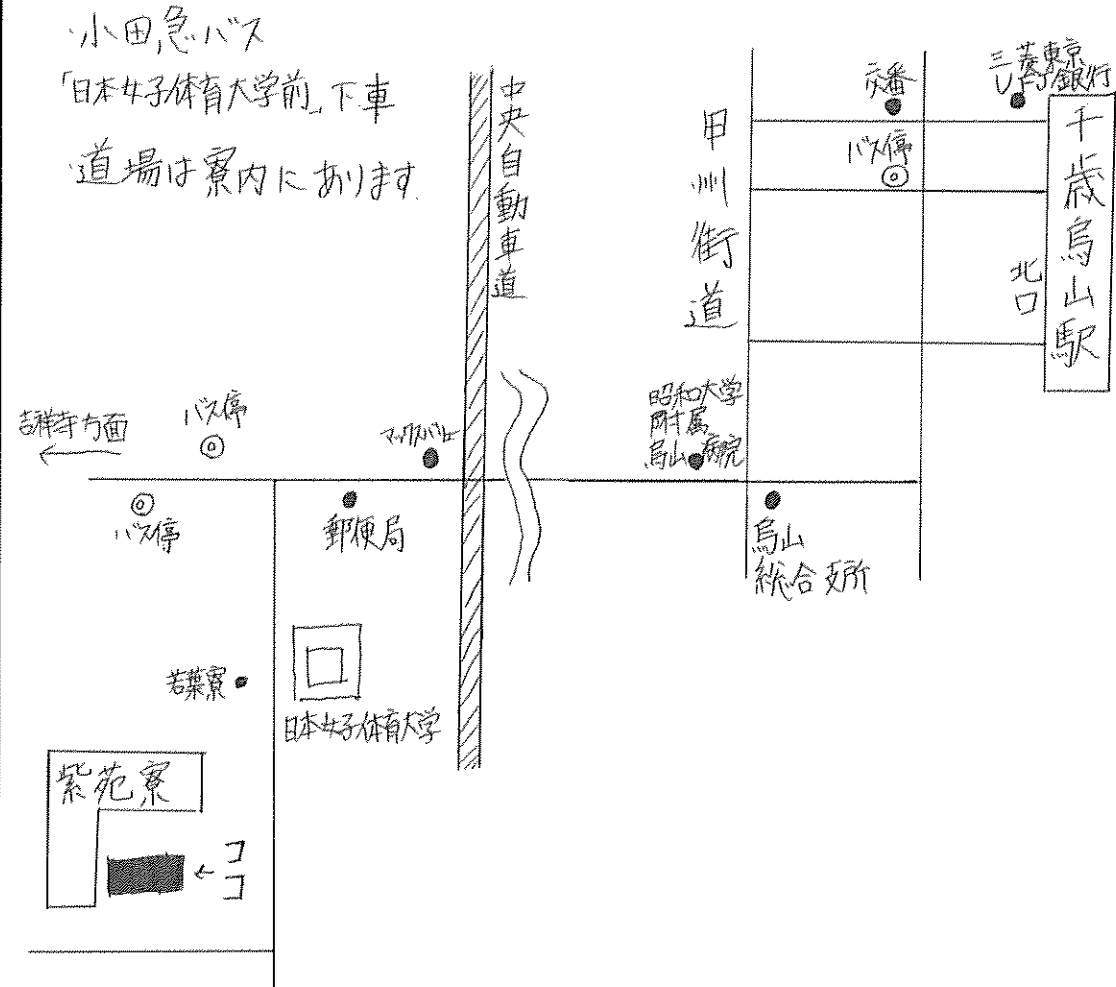 ・小田急バス
「日本女子体育大学前」下車
・道場は寮内にあります.
中央自動車道
甲州街道
交番
三菱東京
UFJ銀行
バス停
千歳烏山駅
北口
昭和大学
附属
烏山病院
吉祥寺方面
バス停
マックスバリュ
バス停
郵便局
烏山
総合支所
若葉寮
日本女子体育大学
紫苑寮
←ココ